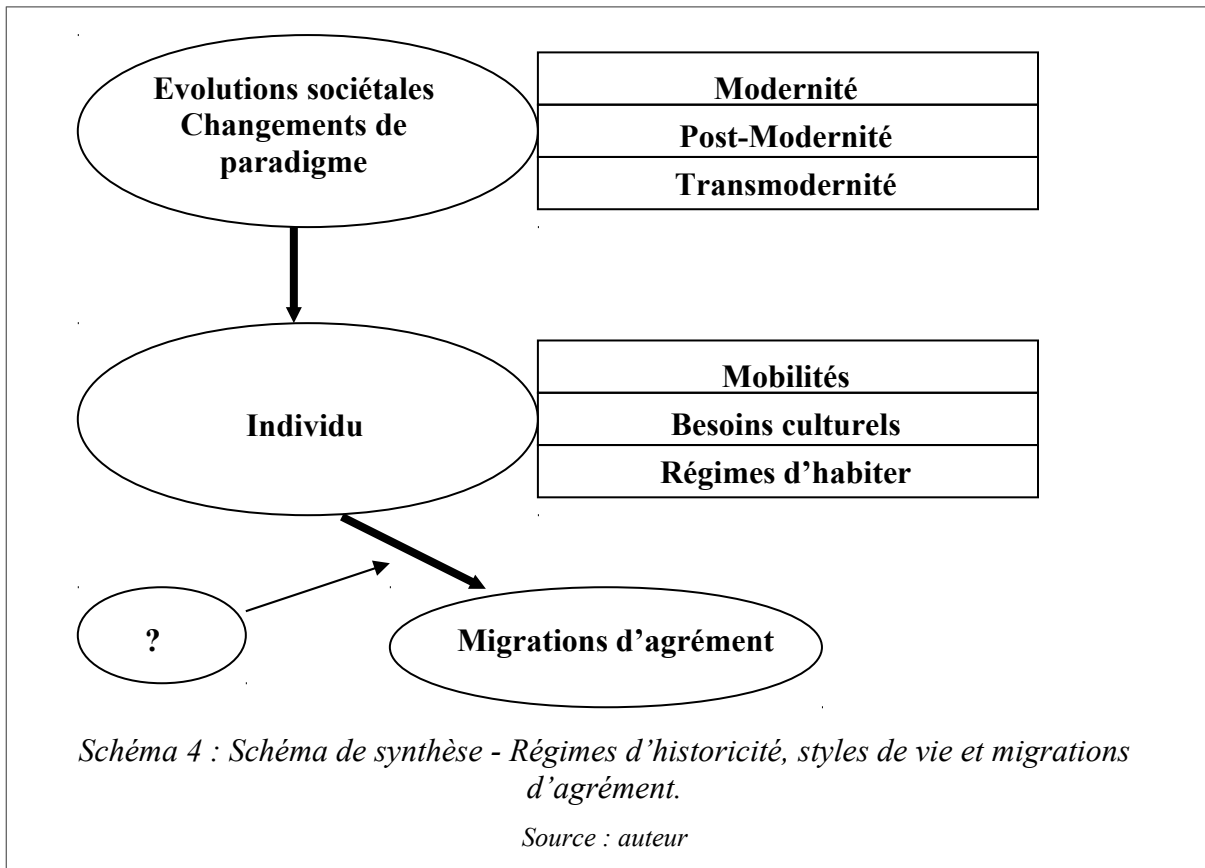 Evolutions sociétales
Changements de
paradigme
Modernité
Post-Modernité
Transmodernité
Individu
Mobilités
Besoins culturels
Régimes d’habiter
?
Migrations d’agrément
Schéma 4 : Schéma de synthèse - Régimes d’historicité, styles de vie et migrations
d’agrément.
Source : auteur